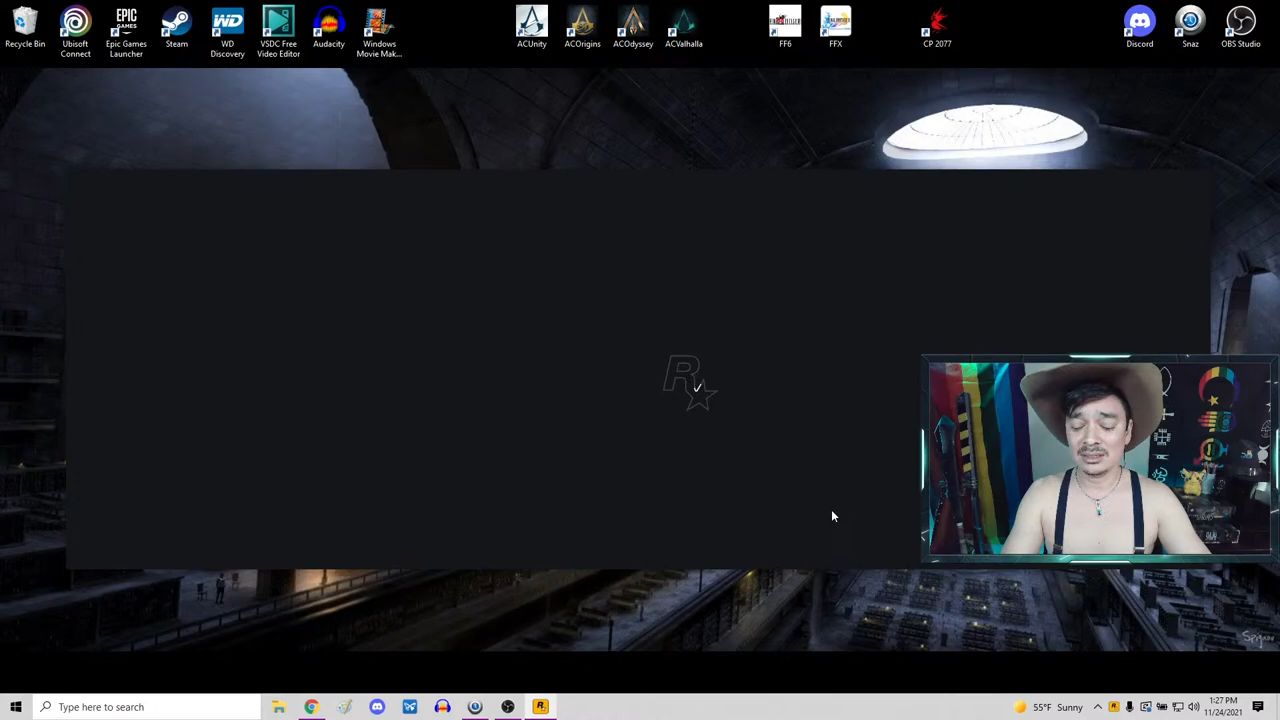 Recycle Bin
Ubisoft
Connect
EPIC
GAMES
Epic Games
Launcher
Steam
WD
WD
Discovery
VSDC Free
Video Editor
Audacity
Windows
Movie Mak...
ACUnity
ACOrigins
ACOdyssey
ACValhalla
FF6
FFX
CP 2077
Discord
Snaz
OBS Studio
R
Type here to search
R
55°F Sunny
1:27 PM
11/24/2021